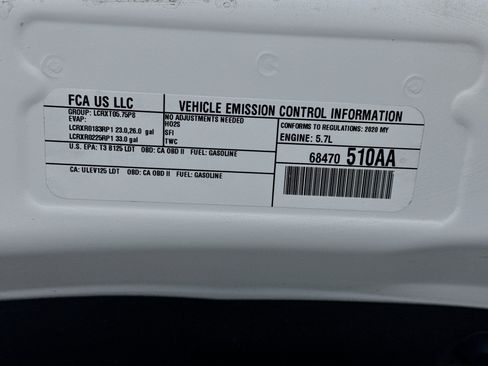 FCA US LLC
GROUP: LCRXT05.75P8
EVAP:
LCRXR0183RP1 23.0,26.0 gal
LCRXR0225RP1 33.0 gal
U.S. EPA: T3 B125 LDT OBD: CA OBD II FUEL: GASOLINE
CA: ULEV125 LDT OBD: CA OBD II FUEL: GASOLINE
VEHICLE EMISSION CONTROL INFORMATION
NO ADJUSTMENTS NEEDED
HO2S
SFI
TWC
CONFORMS TO REGULATIONS: 2020 MY
ENGINE: 5.7L
68470 510AA